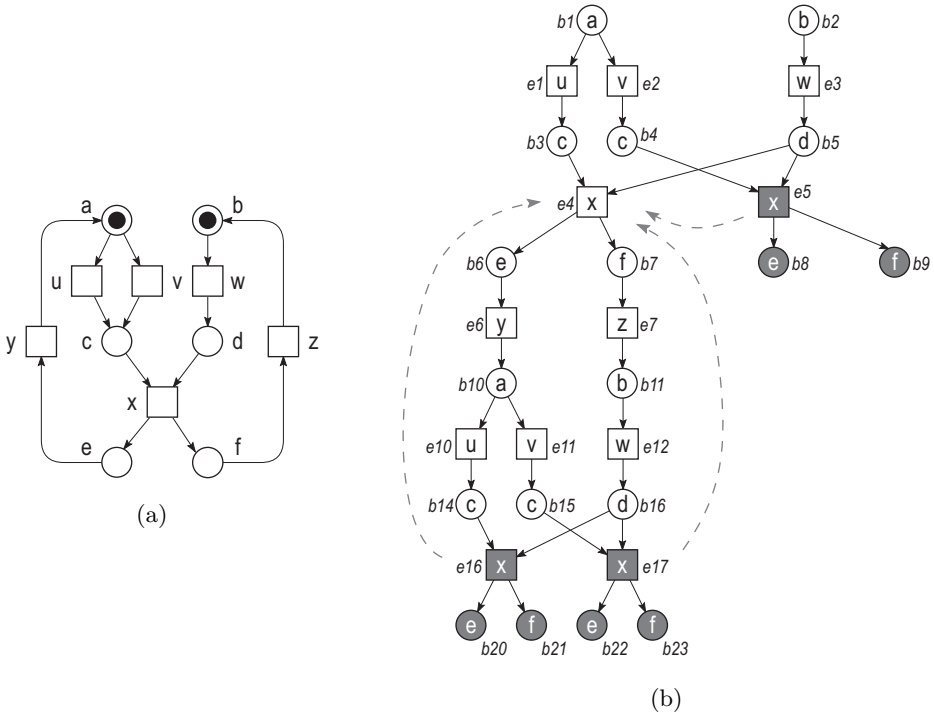 b1 a b b2
e1 u v e2 w e3
b3 c c b4 d b5
a b e4 x x e5
u v w b6 e f b7 e b8 f b9
y c d z e6 y z e7
x b10 a b b11
e f e10 u v e11 w e12
b14 c c b15 d b16
(a)
e16 x x e17
e f e f
b20 b21 b22 b23
(b)